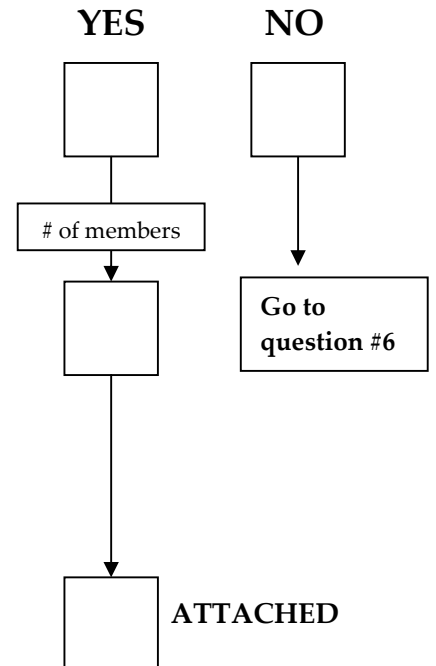 YES NO
# of members
Go to
question #6
ATTACHED